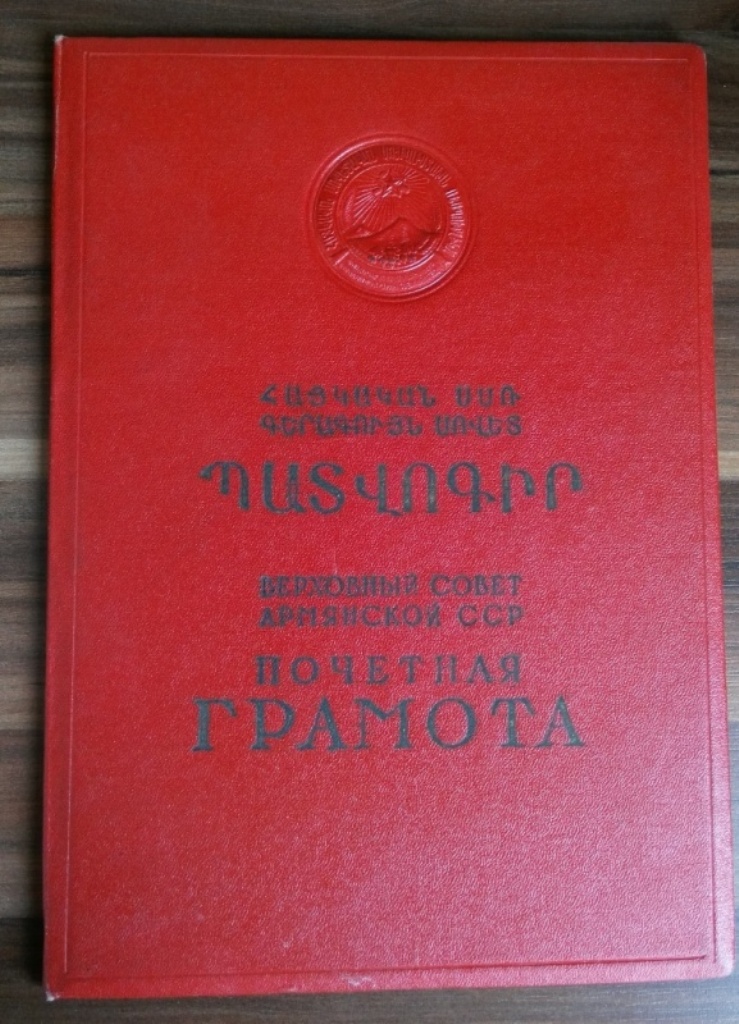 ՀԱՅԿԱԿԱՆ ՍՍՌ
ԳԵՐԱԳՈՒՅՆ ՍՈՎԵՏ
ՊԱՏՎՈԳԻՐ
ВЕРХОВНЫЙ СОВЕТ
АРМЯНСКОЙ ССР
ПОЧЕТНАЯ
ГРАМОТА